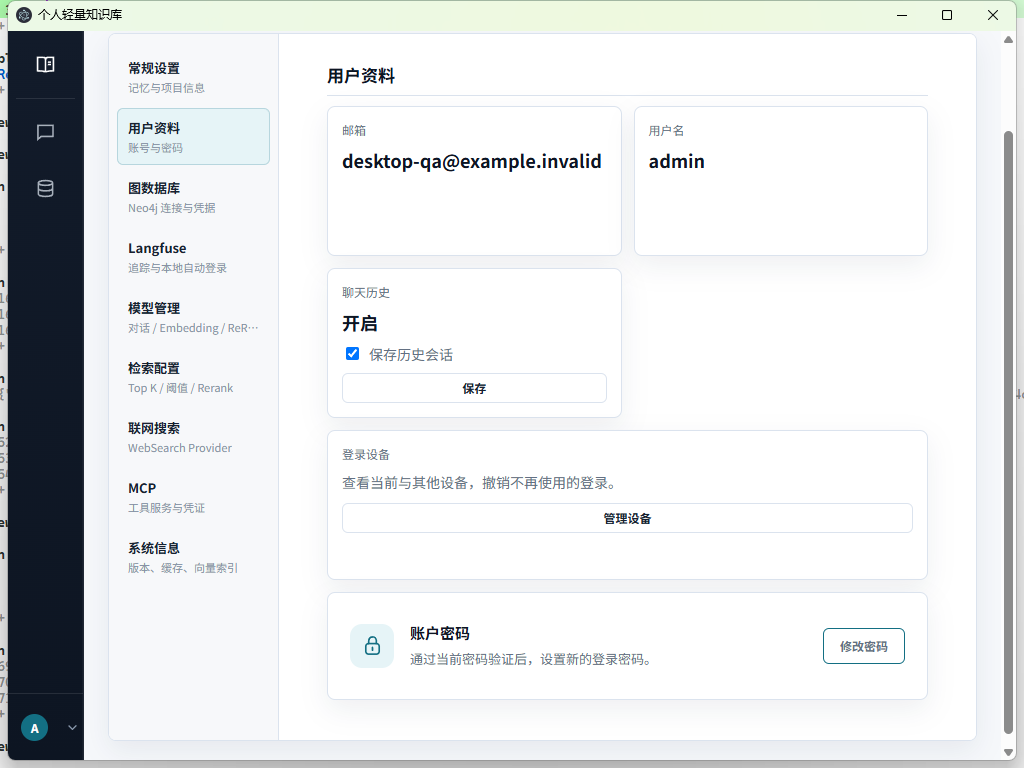 个人轻量知识库
常规设置
记忆与项目信息
用户资料
账号与密码
图数据库
Neo4j 连接与凭据
Langfuse
追踪与本地自动登录
模型管理
对话 / Embedding / ReR…
检索配置
Top K / 阈值 / Rerank
联网搜索
WebSearch Provider
MCP
工具服务与凭证
系统信息
版本、缓存、向量索引
A
用户资料
邮箱
desktop-qa@example.invalid
用户名
admin
聊天历史
开启
保存历史会话
保存
登录设备
查看当前与其他设备，撤销不再使用的登录。
管理设备
账户密码
通过当前密码验证后，设置新的登录密码。
修改密码